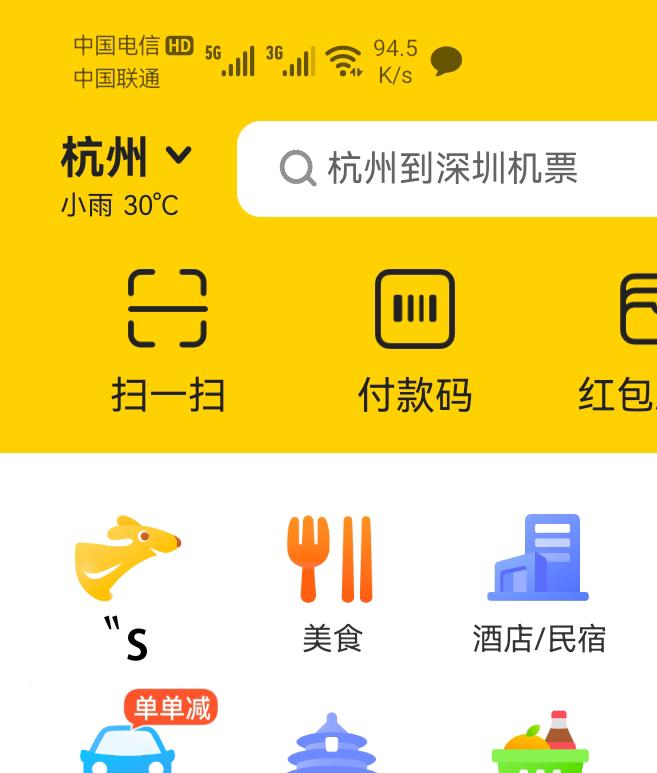 中国电信 HD 5G 3G 94.5
中国联通 K/s
杭州
杭州到深圳机票
小雨 30℃
扫一扫 付款码 红包
〝s 美食 酒店/民宿
单单减